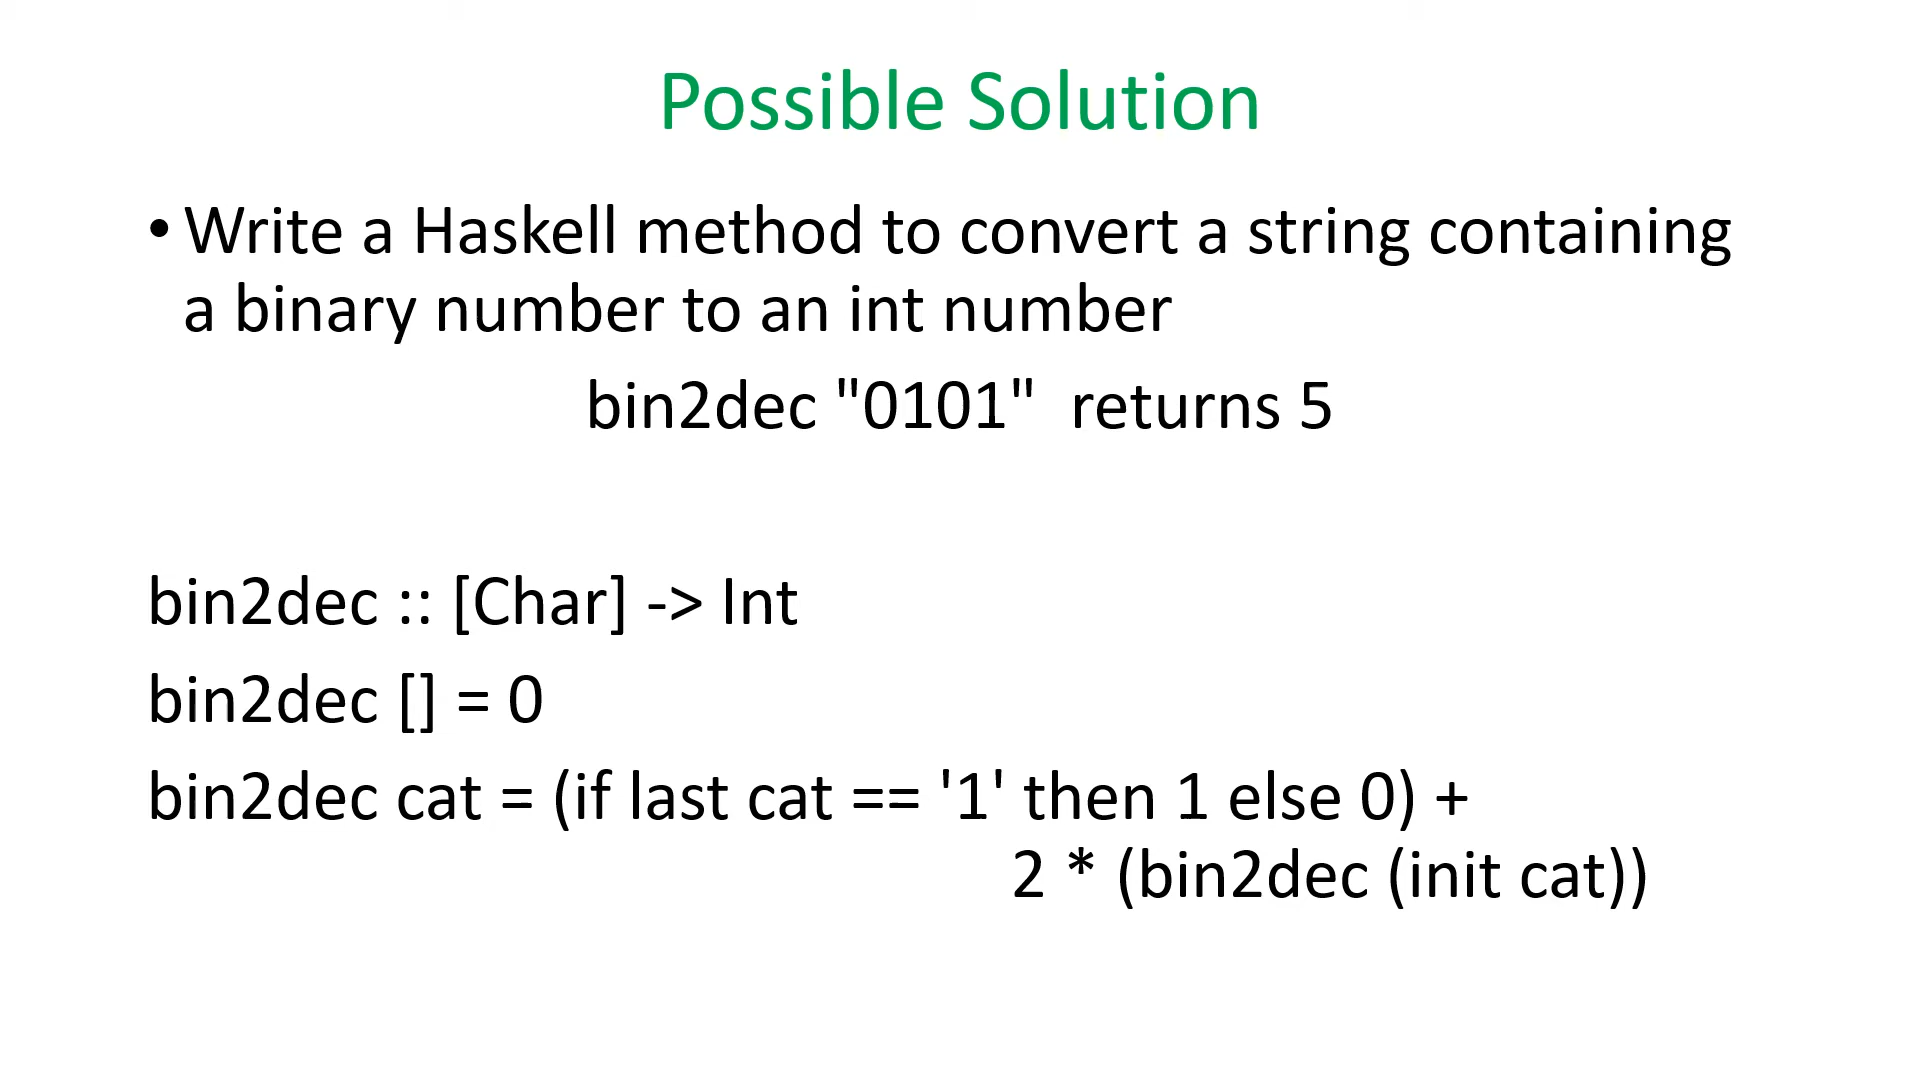 Possible Solution
• Write a Haskell method to convert a string containing
a binary number to an int number
bin2dec "0101"  returns 5
bin2dec :: [Char] -> Int
bin2dec [] = 0
bin2dec cat = (if last cat == '1' then 1 else 0) +
2 * (bin2dec (init cat))